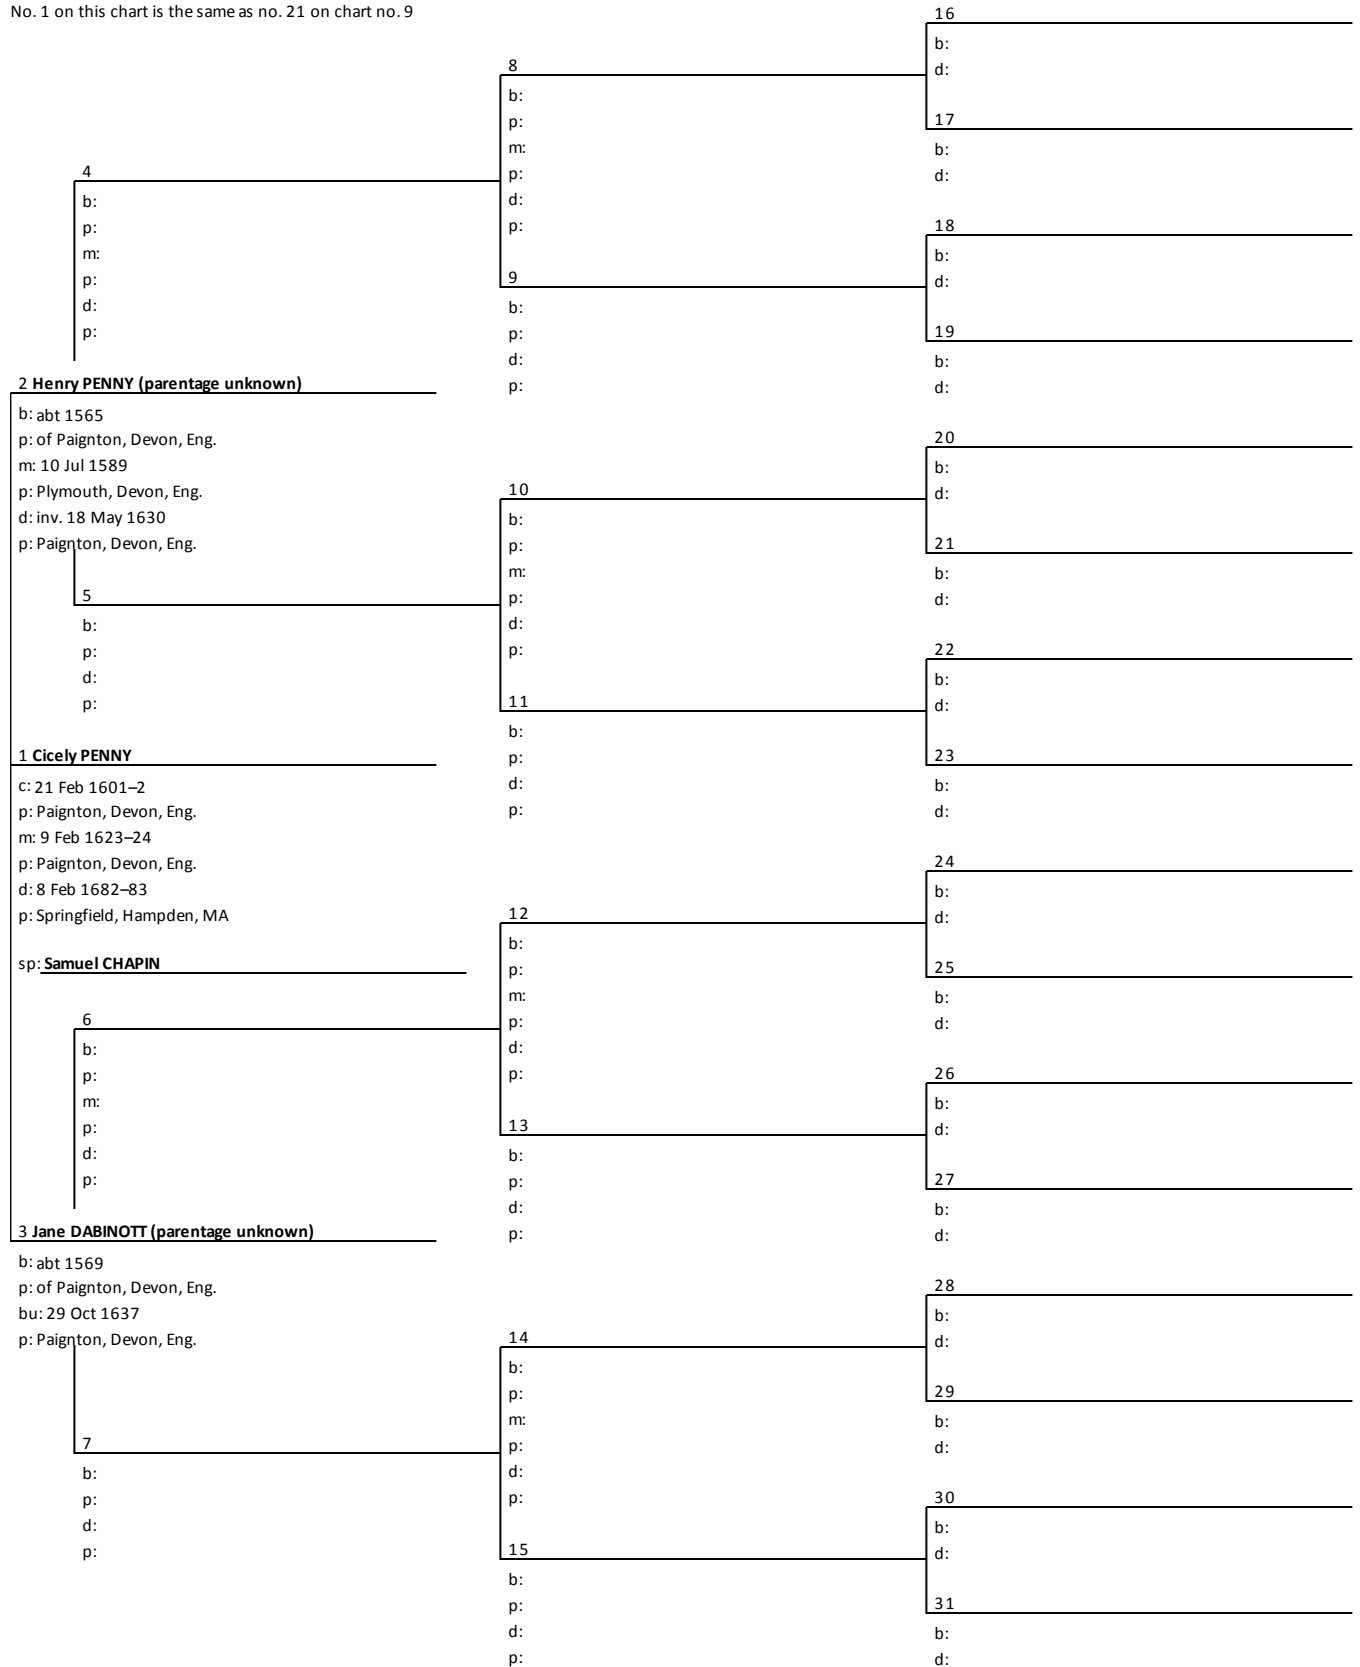 No. 1 on this chart is the same as no. 21 on chart no. 9
4
b:
p:
m:
p:
d:
p:
2 Henry PENNY (parentage unknown)
b: abt 1565
p: of Paignton, Devon, Eng.
m: 10 Jul 1589
p: Plymouth, Devon, Eng.
d: inv. 18 May 1630
p: Paignton, Devon, Eng.
5
b:
p:
d:
p:
1 Cicely PENNY
c: 21 Feb 1601–2
p: Paignton, Devon, Eng.
m: 9 Feb 1623–24
p: Paignton, Devon, Eng.
d: 8 Feb 1682–83
p: Springfield, Hampden, MA
sp: Samuel CHAPIN
6
b:
p:
m:
p:
d:
p:
3 Jane DABINOTT (parentage unknown)
b: abt 1569
p: of Paignton, Devon, Eng.
bu: 29 Oct 1637
p: Paignton, Devon, Eng.
7
b:
p:
d:
p:
8
b:
p:
m:
p:
d:
p:
9
b:
p:
d:
p:
10
b:
p:
m:
p:
d:
p:
11
b:
p:
d:
p:
12
b:
p:
m:
p:
d:
p:
13
b:
p:
d:
p:
14
b:
p:
m:
p:
d:
p:
15
b:
p:
d:
p:
16
b:
d:
17
b:
d:
18
b:
d:
19
b:
d:
20
b:
d:
21
b:
d:
22
b:
d:
23
b:
d:
24
b:
d:
25
b:
d:
26
b:
d:
27
b:
d:
28
b:
d:
29
b:
d:
30
b:
d:
31
b:
d: